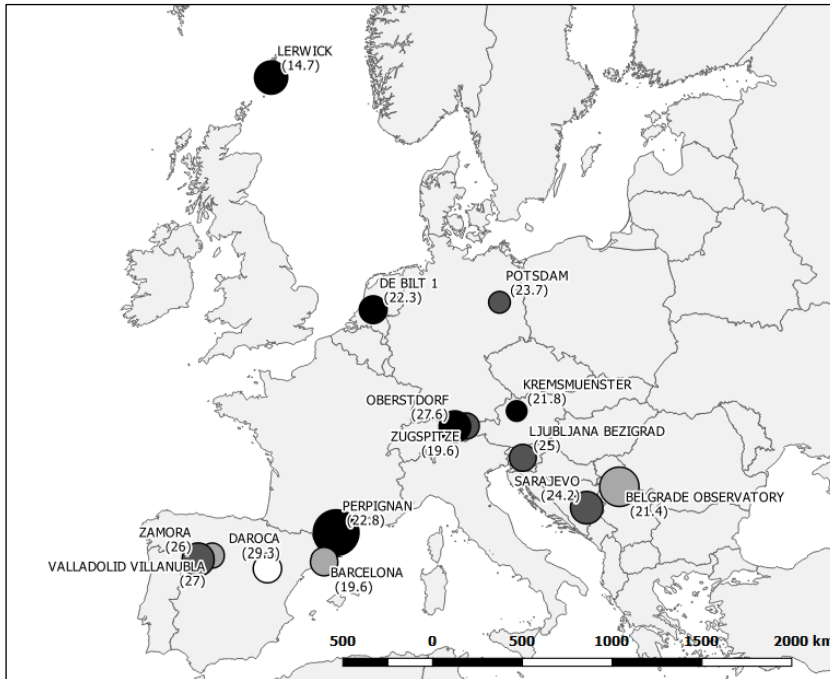 LERWICK
(14.7)
DE BILT 1
(22.3)
POTSDAM
(23.7)
KREMSMUENSTER
(21.8)
OBERSTDORF
(27.6)
ZUGSPITZE
(19.6)
LJUBLJANA BEZIGRAD
(25)
SARAJEVO
(24.2)
BELGRADE OBSERVATORY
(21.4)
PERPIGNAN
(22.8)
ZAMORA
(26)
DAROCA
(29.3)
VALLADOLID VILLANUBLA
(27)
BARCELONA
(19.6)
500 0 500 1000 1500 2000 km